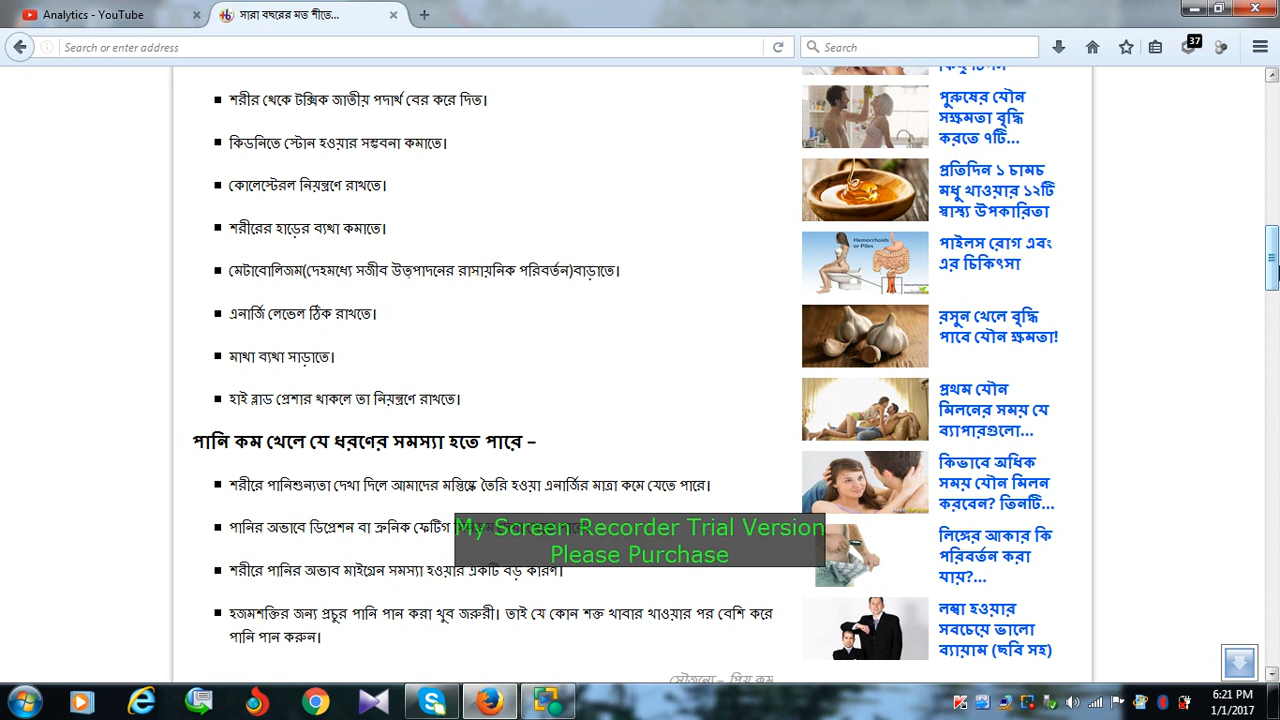 Analytics - YouTube
সারা বছরের মত শীতে...
Search or enter address
Search
37
শরীর থেকে টক্সিক জাতীয় পদার্থ বের করে দিত।
কিডনিতে স্টোন হওয়ার সম্ভবনা কমাতে।
কোলেস্টেরল নিয়ন্ত্রণে রাখতে।
শরীরের হাড়ের ব্যথা কমাতে।
মেটাবোলিজম(দেহমধ্যে সজীব উত্পাদনের রাসায়নিক পরিবর্তন)বাড়াতে।
এনার্জি লেভেল ঠিক রাখতে।
মাথা ব্যথা সাড়াতে।
হাই ব্লাড প্রেশার থাকলে তা নিয়ন্ত্রণে রাখতে।
পানি কম খেলে যে ধরণের সমস্যা হতে পারে –
শরীরে পানিশুন্যতা দেখা দিলে আমাদের মস্তিষ্কে তৈরি হওয়া এনার্জির মাত্রা কমে যেতে পারে।
পানির অভাবে ডিপ্রেশন বা ক্রনিক ফেটিগ
My Screen Recorder Trial Version
Please Purchase
শরীরে পানির অভাব মাইগ্রেন সমস্যা হওয়ার একটি বড় কারণ।
হজমশক্তির জন্য প্রচুর পানি পান করা খুব জরুরী। তাই যে কোন শক্ত খাবার খাওয়ার পর বেশি করে
পানি পান করুন।
সৌজন্যে – প্রিয় কম
পুরুষের যৌন
সক্ষমতা বৃদ্ধি
করতে ৭টি...
প্রতিদিন ১ চামচ
মধু খাওয়ার ১২টি
স্বাস্থ্য উপকারিতা
Hemorrhoids
or Piles
পাইলস রোগ এবং
এর চিকিৎসা
রসুন খেলে বৃদ্ধি
পাবে যৌন ক্ষমতা!
প্রথম যৌন
মিলনের সময় যে
ব্যাপারগুলো...
কিভাবে অধিক
সময় যৌন মিলন
করবেন? তিনটি...
লিঙ্গের আকার কি
পরিবর্তন করা
যায়?...
লম্বা হওয়ার
সবচেয়ে ভালো
ব্যায়াম (ছবি সহ)
6:21 PM
1/1/2017